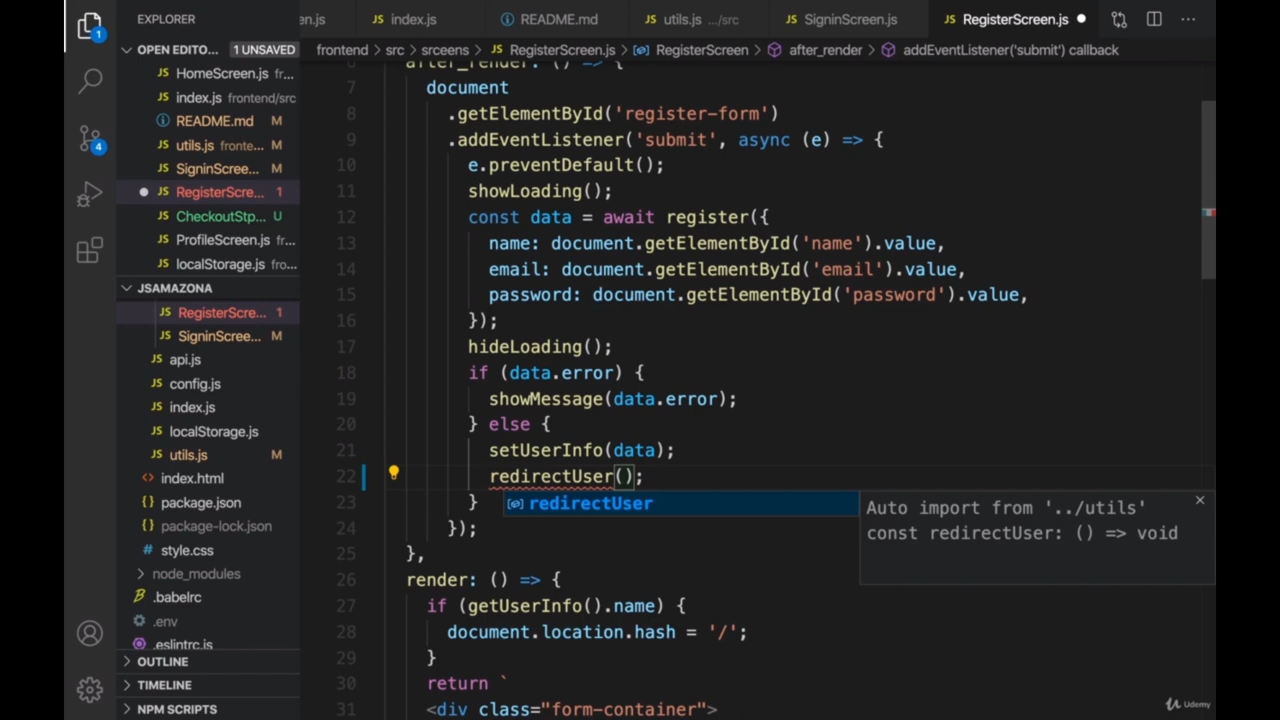 EXPLORER
en.js
index.js
README.md
utils.js .../src
SigninScreen.js
RegisterScreen.js
OPEN EDITO... 1 UNSAVED
frontend > src > srceens > RegisterScreen.js > RegisterScreen > after_render > addEventListener('submit') callback
HomeScreen.js fr...
index.js frontend/src
README.md M
utils.js fronte... M
SigninScree... M
RegisterScre... 1
CheckoutStp... U
ProfileScreen.js fr...
localStorage.js fro...
JSAMAZONA
RegisterScre... 1
SigninScree... M
api.js
config.js
index.js
localStorage.js
utils.js M
index.html
package.json
package-lock.json
style.css
node_modules
.babelrc
.env
.eslintrc.js
OUTLINE
TIMELINE
NPM SCRIPTS
1
4
6 after_render: () => {
7 document
8 .getElementById('register-form')
9 .addEventListener('submit', async (e) => {
10 e.preventDefault();
11 showLoading();
12 const data = await register({
13 name: document.getElementById('name').value,
14 email: document.getElementById('email').value,
15 password: document.getElementById('password').value,
16 });
17 hideLoading();
18 if (data.error) {
19 showMessage(data.error);
20 } else {
21 setUserInfo(data);
22 redirectUser();
23 }
24 });
25 },
26 render: () => {
27 if (getUserInfo().name) {
28 document.location.hash = '/';
29 }
30 return `
31 <div class="form-container">
redirectUser
Auto import from '../utils'
const redirectUser: () => void
Udemy